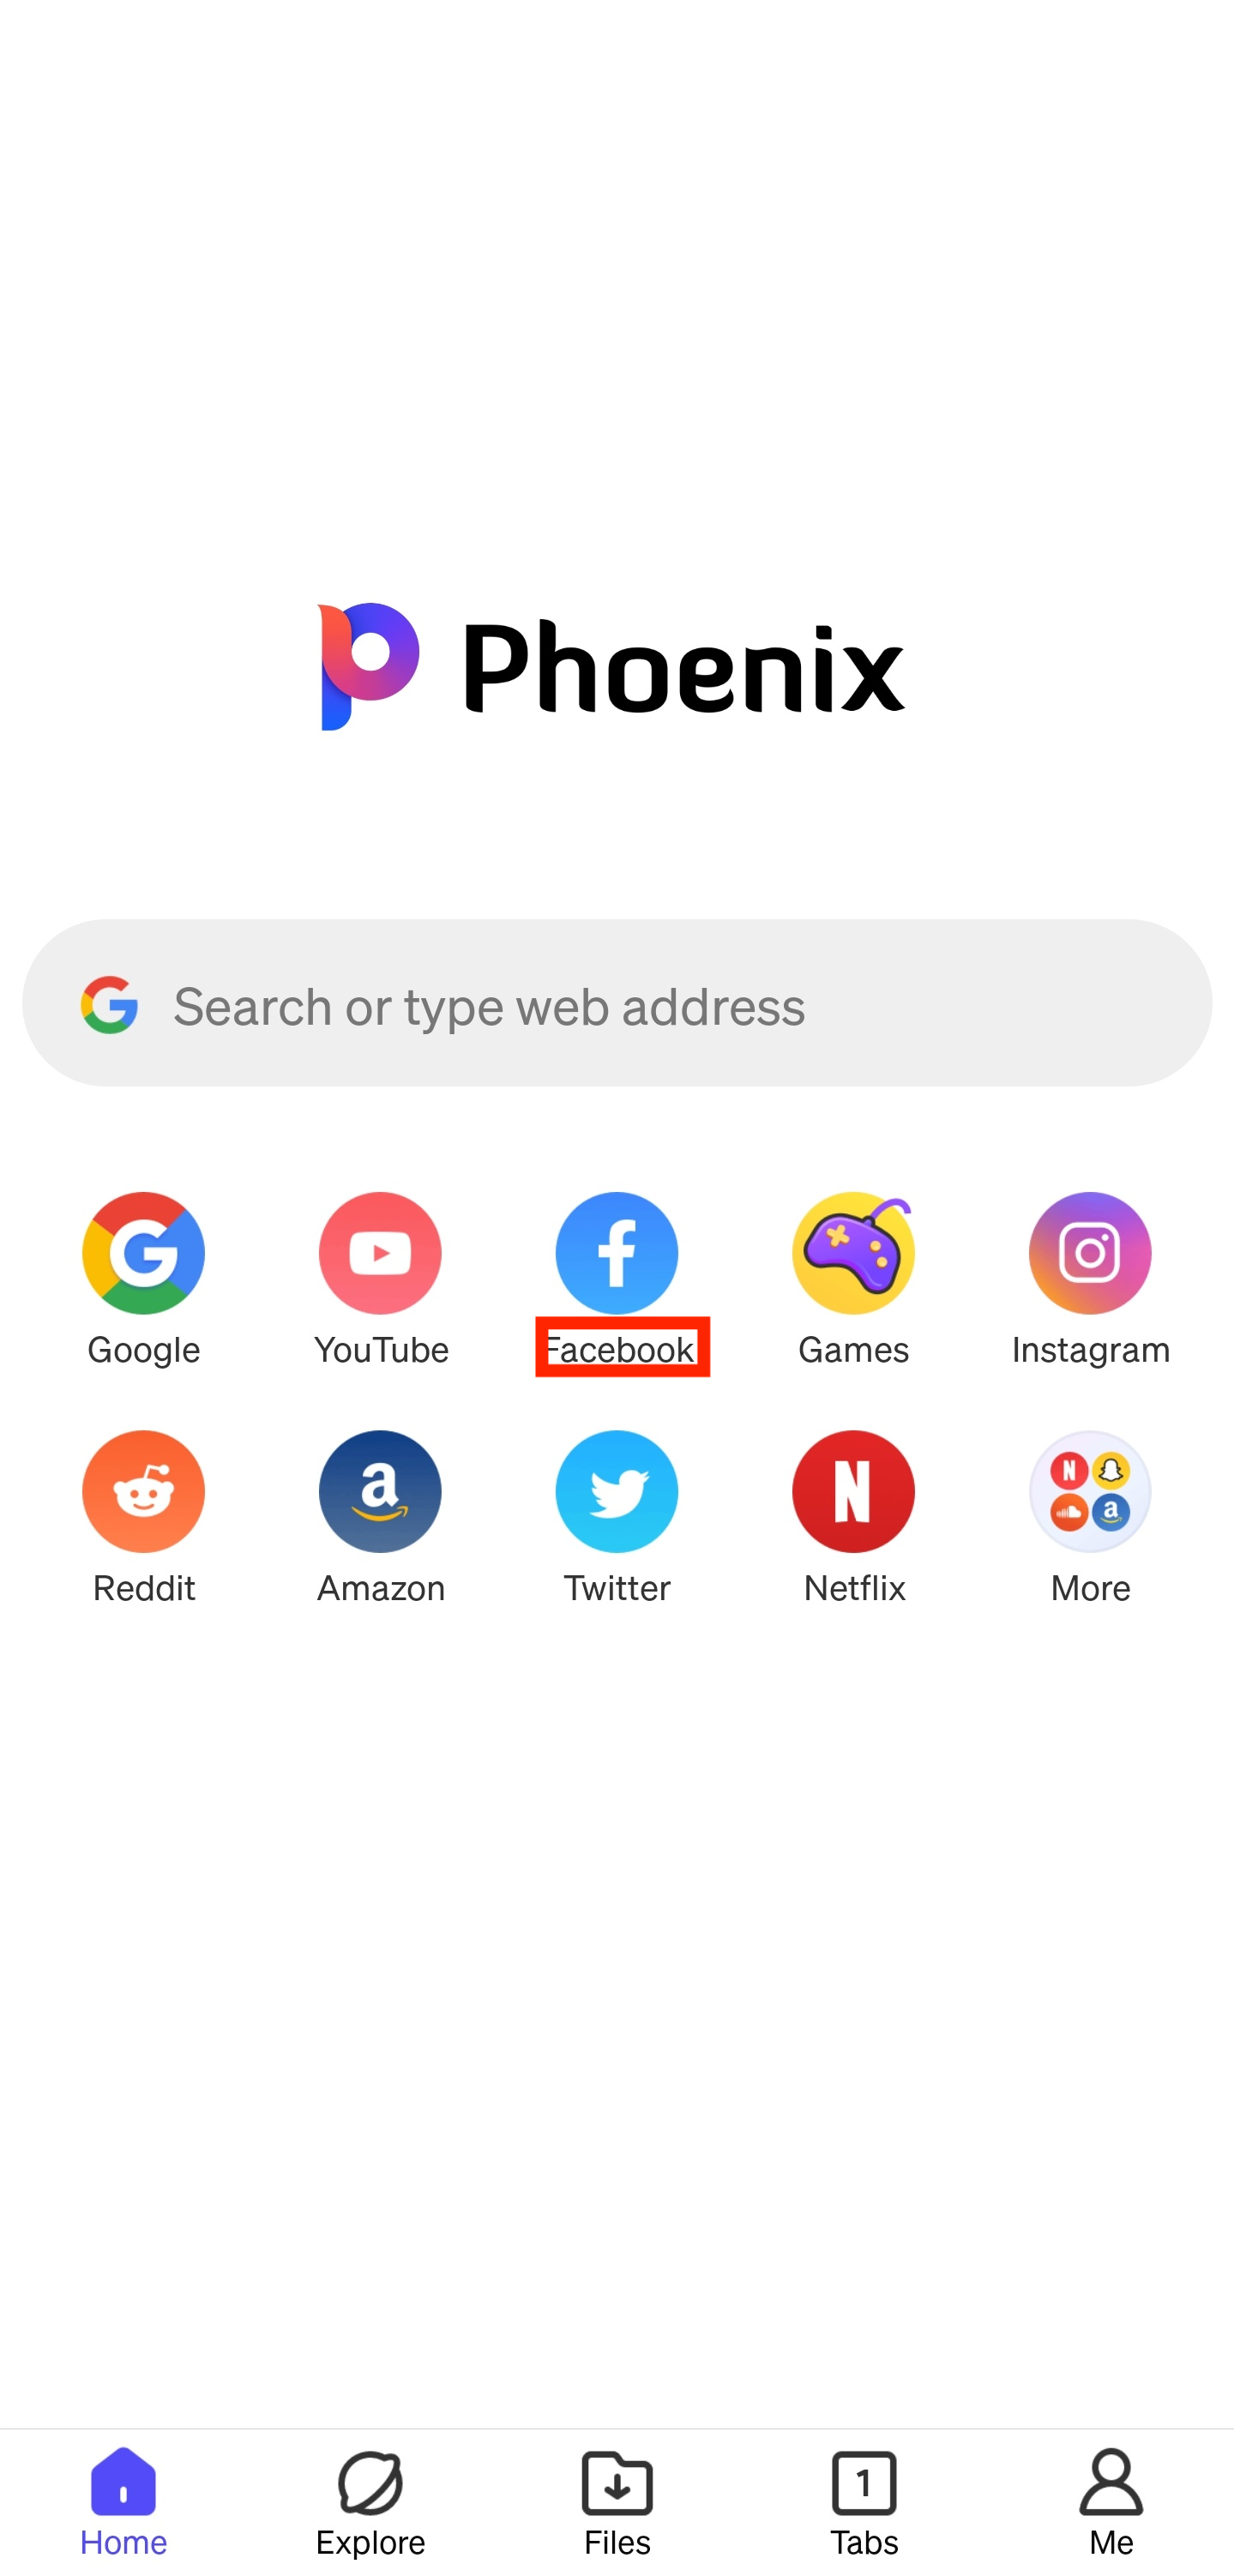 Phoenix
Search or type web address
Google YouTube Facebook Games Instagram
Reddit Amazon Twitter Netflix More
1
Home Explore Files Tabs Me